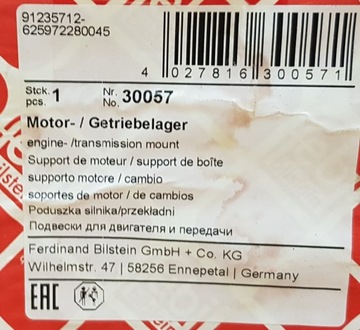 91235712-
625972280045
4 027816 300571
Stck. 1 Nr. 30057
pcs. No.
Motor- / Getriebelager
engine- /transmission mount
Support de moteur / support de boîte
supporto motore / cambio
soportes de motor / de cambios
Poduszka silnika/przekładni
Подвески для двигателя и передачи
Ferdinand Bilstein GmbH + Co. KG
Wilhelmstr. 47 | 58256 Ennepetal | Germany
EAC